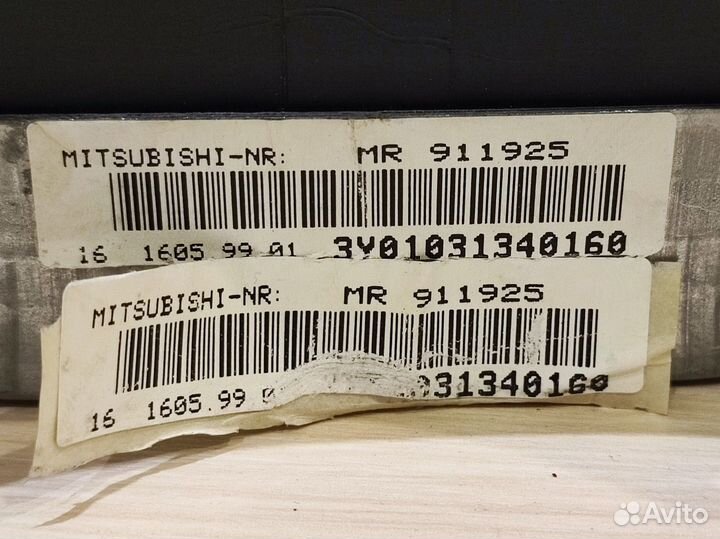 MITSUBISHI-NR: MR 911925
16 1605.99 01 3Y01031340160
MITSUBISHI-NR: MR 911925
16 1605.99 031340160
Avito